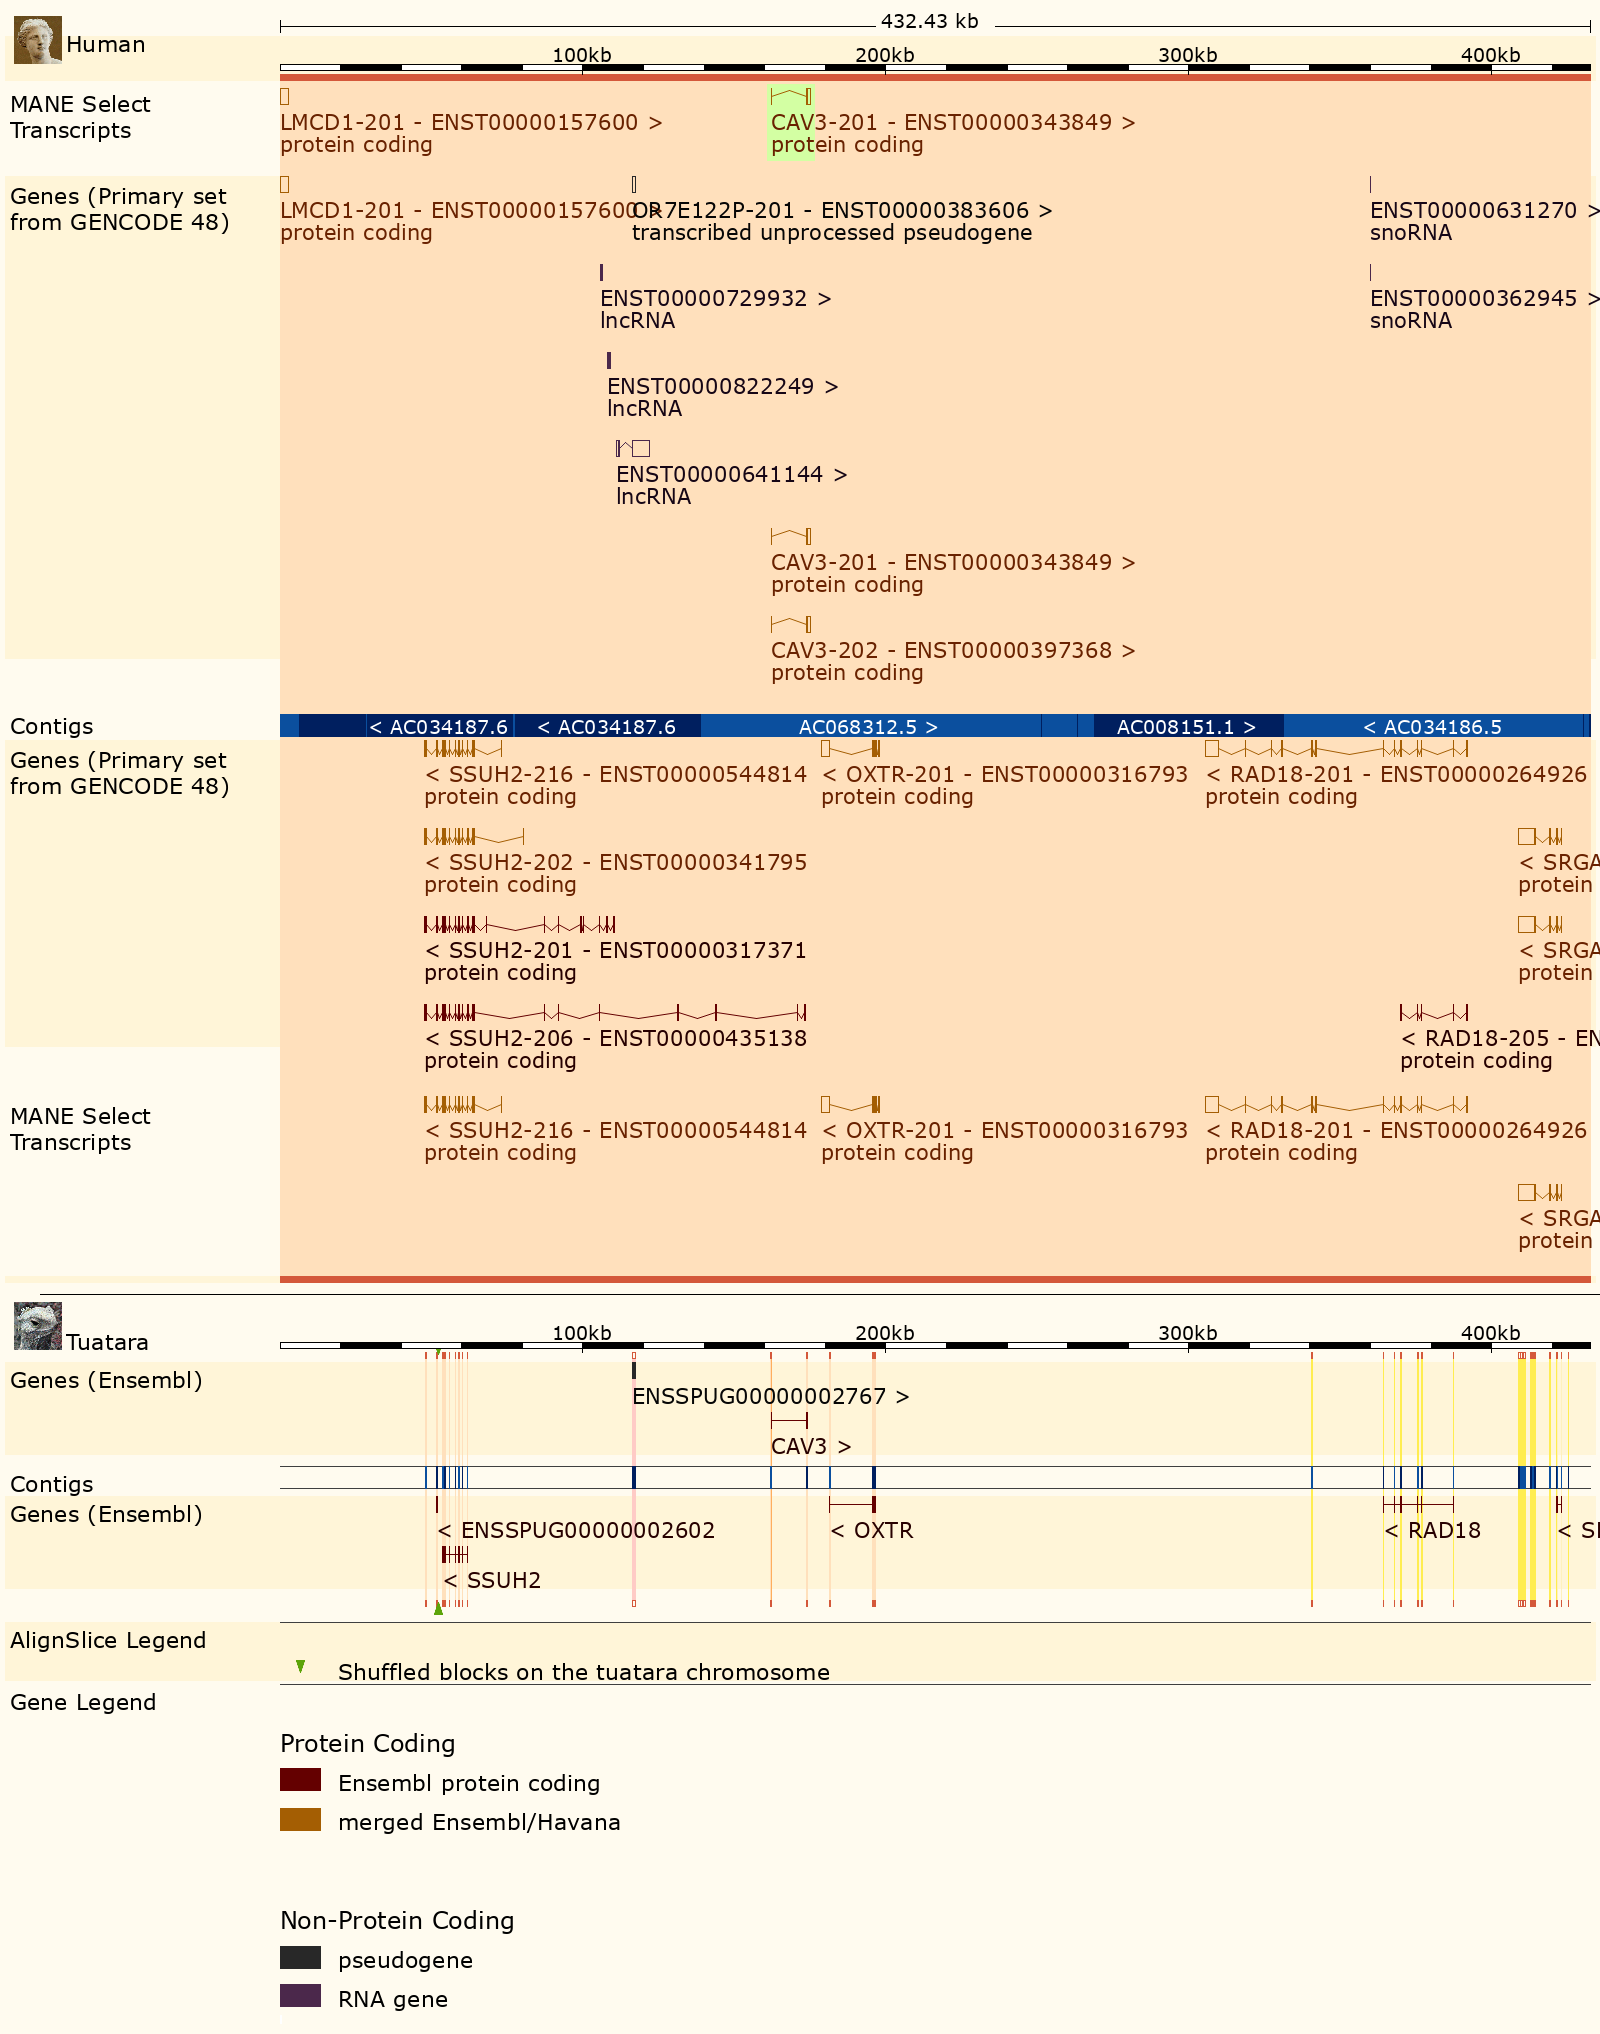 432.43 kb
Human
100kb 200kb 300kb 400kb
MANE Select
Transcripts
LMCD1-201 - ENST00000157600 > CAV3-201 - ENST00000343849 >
protein coding protein coding
Genes (Primary set
from GENCODE 48)
LMCD1-201 - ENST00000157600 > OR7E122P-201 - ENST00000383606 > ENST00000631270 >
protein coding transcribed unprocessed pseudogene snoRNA
ENST00000729932 > ENST00000362945 >
lncRNA snoRNA
ENST00000822249 >
lncRNA
ENST00000641144 >
lncRNA
CAV3-201 - ENST00000343849 >
protein coding
CAV3-202 - ENST00000397368 >
protein coding
Contigs < AC034187.6 < AC034187.6 AC068312.5 > AC008151.1 > < AC034186.5
Genes (Primary set
from GENCODE 48)
< SSUH2-216 - ENST00000544814 < OXTR-201 - ENST00000316793 < RAD18-201 - ENST00000264926
protein coding protein coding protein coding
< SSUH2-202 - ENST00000341795 < SRGA
protein coding protein
< SSUH2-201 - ENST00000317371 < SRGA
protein coding protein
< SSUH2-206 - ENST00000435138 < RAD18-205 - EN
protein coding protein coding
MANE Select
Transcripts
< SSUH2-216 - ENST00000544814 < OXTR-201 - ENST00000316793 < RAD18-201 - ENST00000264926
protein coding protein coding protein coding
< SRGA
protein
Tuatara
100kb 200kb 300kb 400kb
Genes (Ensembl)
ENSSPUG00000002767 >
CAV3 >
Contigs
Genes (Ensembl)
< ENSSPUG00000002602 < OXTR < RAD18 < S
< SSUH2
AlignSlice Legend
Shuffled blocks on the tuatara chromosome
Gene Legend
Protein Coding
Ensembl protein coding
merged Ensembl/Havana
Non-Protein Coding
pseudogene
RNA gene